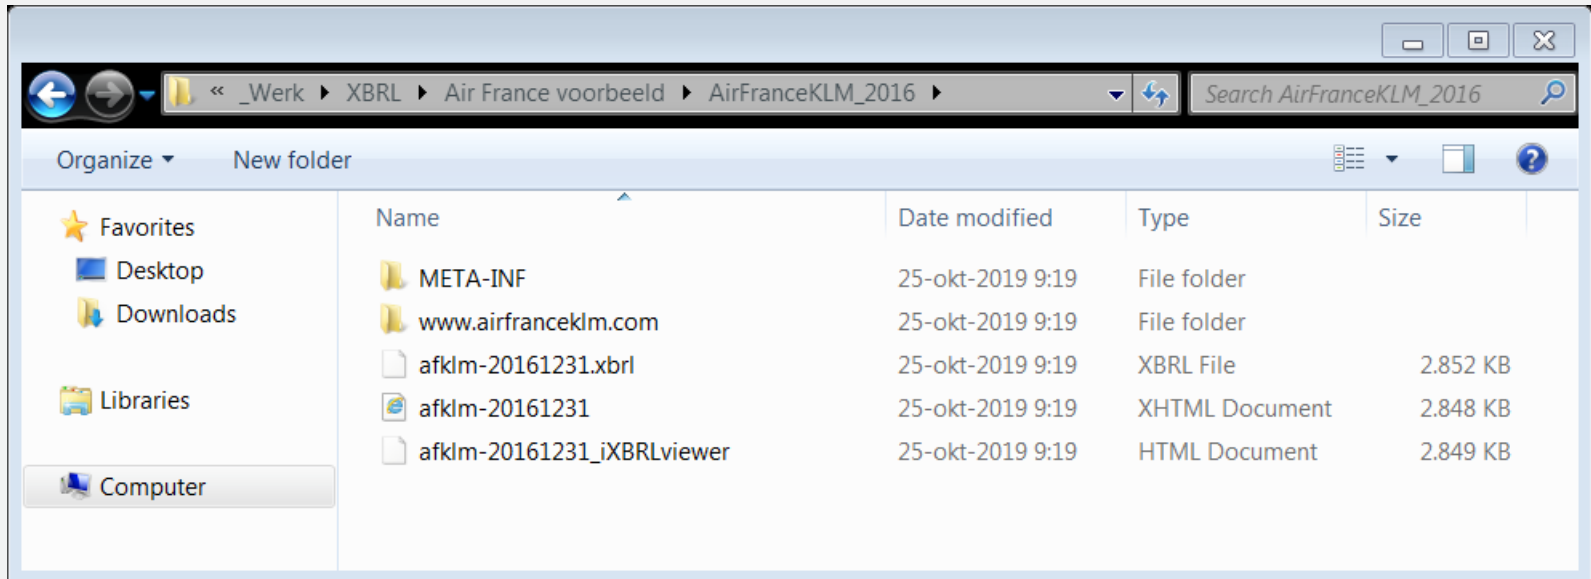 « _Werk ▸ XBRL ▸ Air France voorbeeld ▸ AirFranceKLM_2016 ▸ Search AirFranceKLM_2016
Organize New folder
Favorites
Desktop
Downloads
Libraries
Computer
Name Date modified Type Size
META-INF 25-okt-2019 9:19 File folder
www.airfranceklm.com 25-okt-2019 9:19 File folder
afklm-20161231.xbrl 25-okt-2019 9:19 XBRL File 2.852 KB
afklm-20161231 25-okt-2019 9:19 XHTML Document 2.848 KB
afklm-20161231_iXBRLviewer 25-okt-2019 9:19 HTML Document 2.849 KB